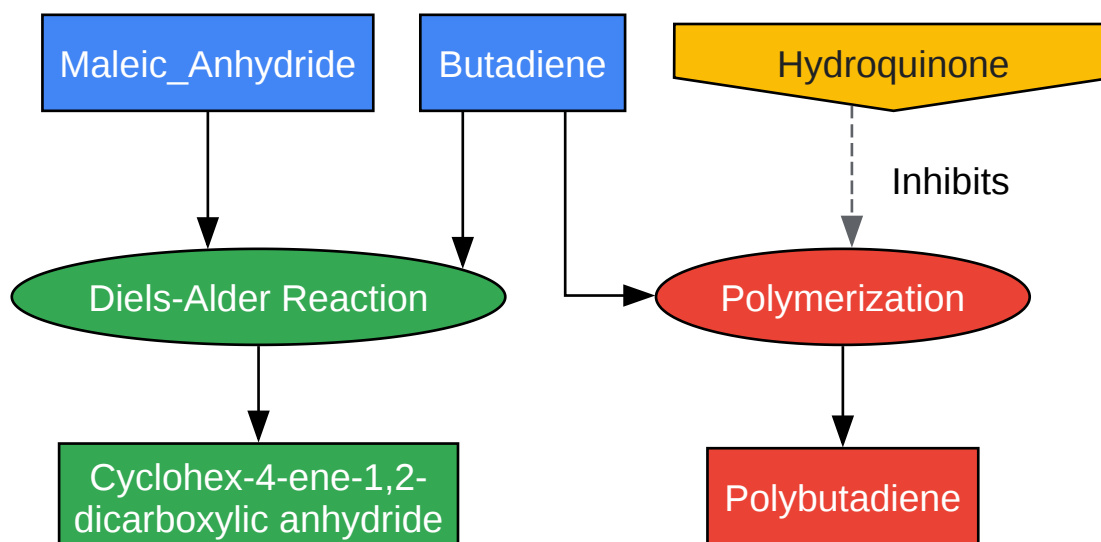 Maleic_Anhydride
Butadiene
Hydroquinone
Inhibits
Diels-Alder Reaction
Polymerization
Cyclohex-4-ene-1,2-
dicarboxylic anhydride
Polybutadiene